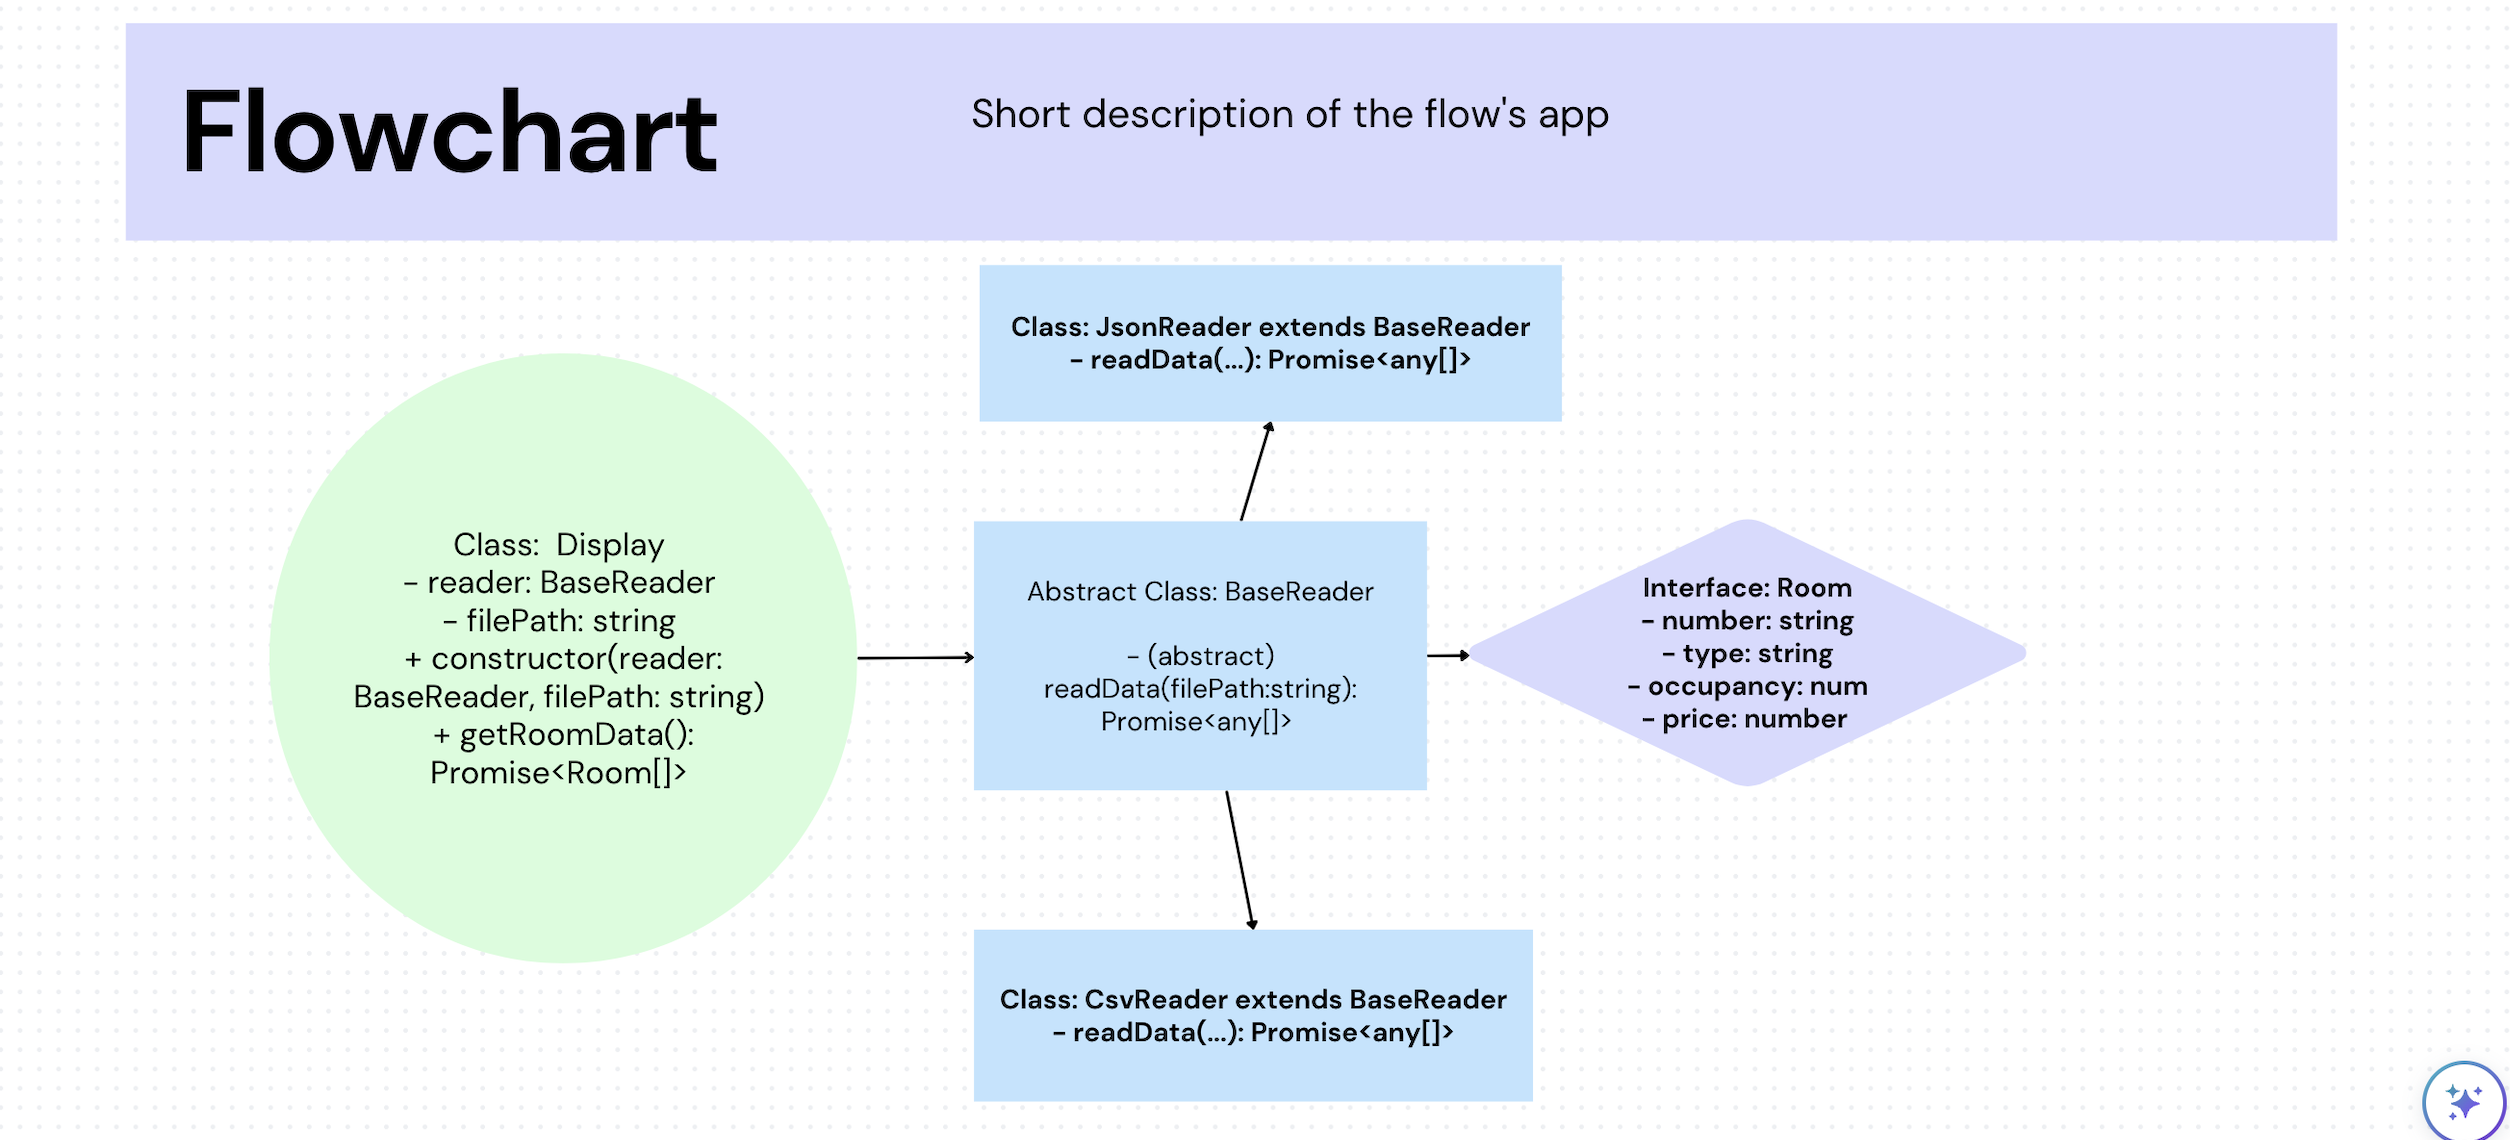 Flowchart
Short description of the flow's app
Class: JsonReader extends BaseReader
- readData(...): Promise<any[]>
Class:  Display
- reader: BaseReader
- filePath: string
+ constructor(reader:
BaseReader, filePath: string)
+ getRoomData():
Promise<Room[]>
Abstract Class: BaseReader
- (abstract)
readData(filePath:string):
Promise<any[]>
Interface: Room
- number: string
- type: string
- occupancy: num
- price: number
Class: CsvReader extends BaseReader
- readData(...): Promise<any[]>